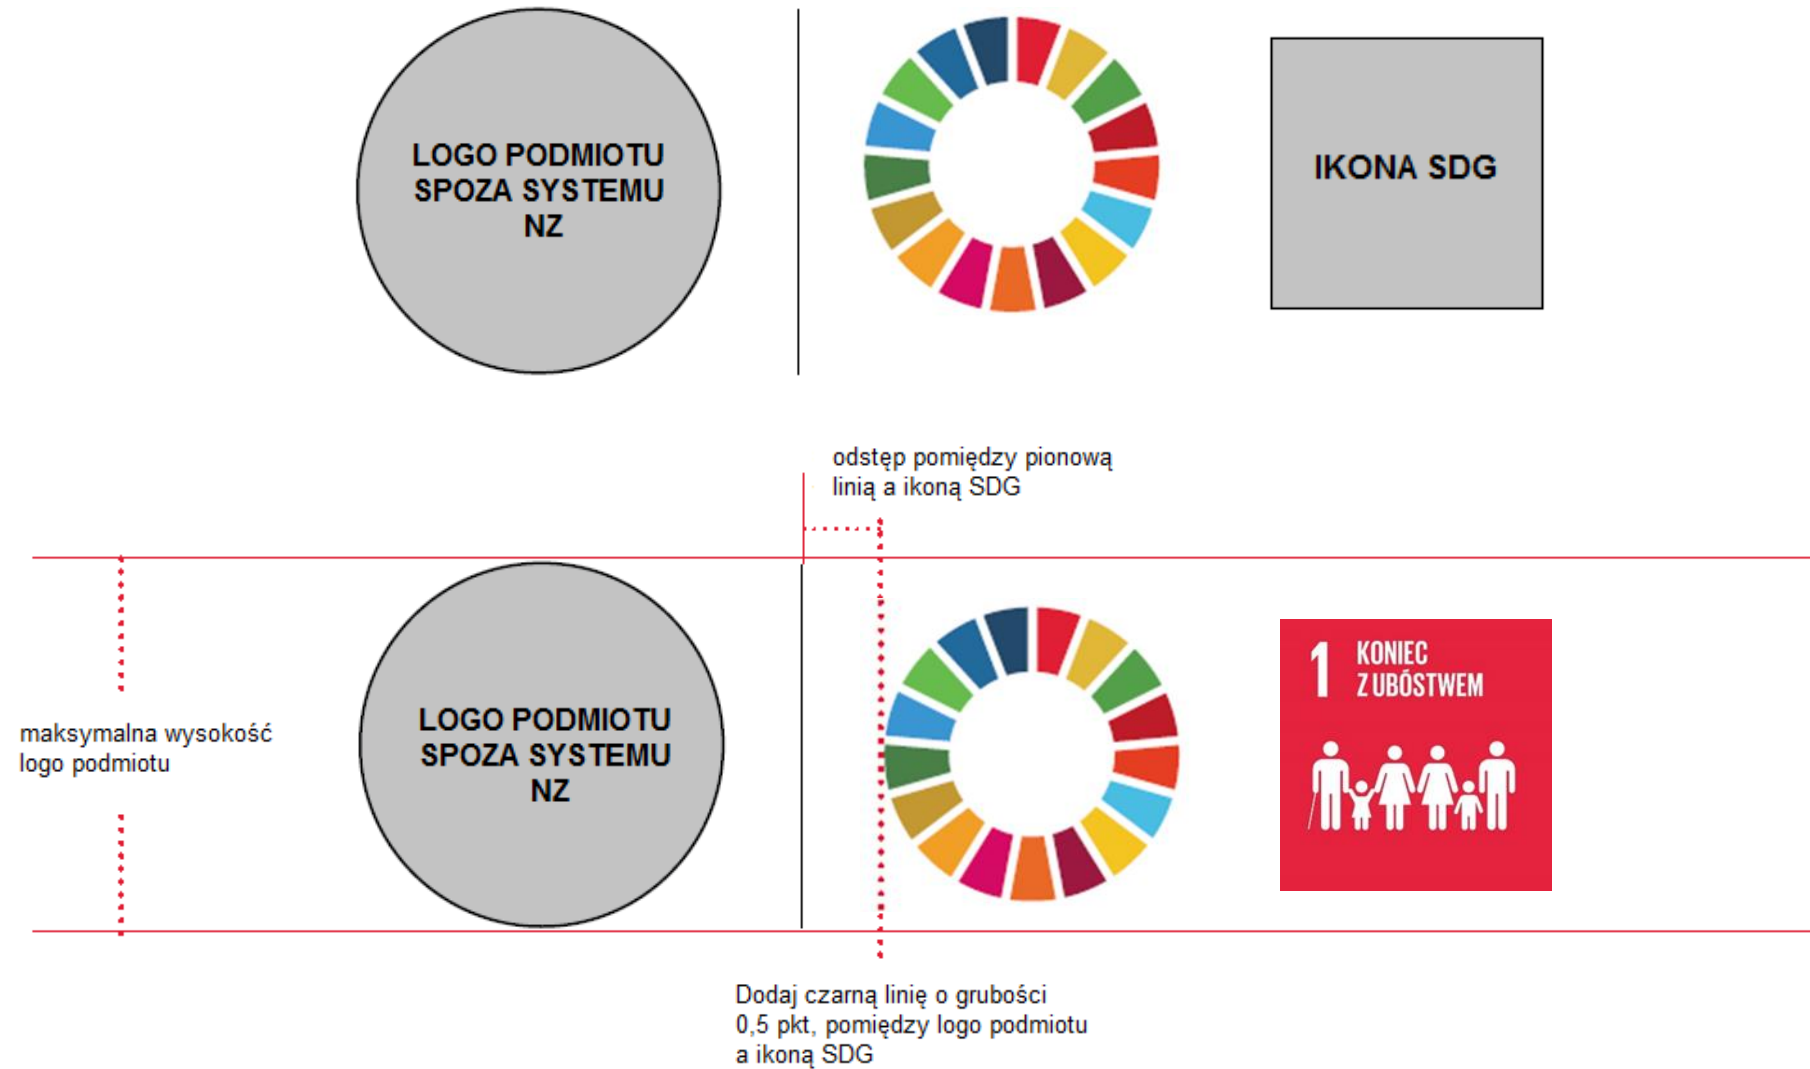 LOGO PODMIOTU
SPOZA SYSTEMU
NZ
IKONA SDG
odstęp pomiędzy pionową
linią a ikoną SDG
maksymalna wysokość
logo podmiotu
LOGO PODMIOTU
SPOZA SYSTEMU
NZ
1 KONIEC
Z UBÓSTWEM
Dodaj czarną linię o grubości
0,5 pkt, pomiędzy logo podmiotu
a ikoną SDG